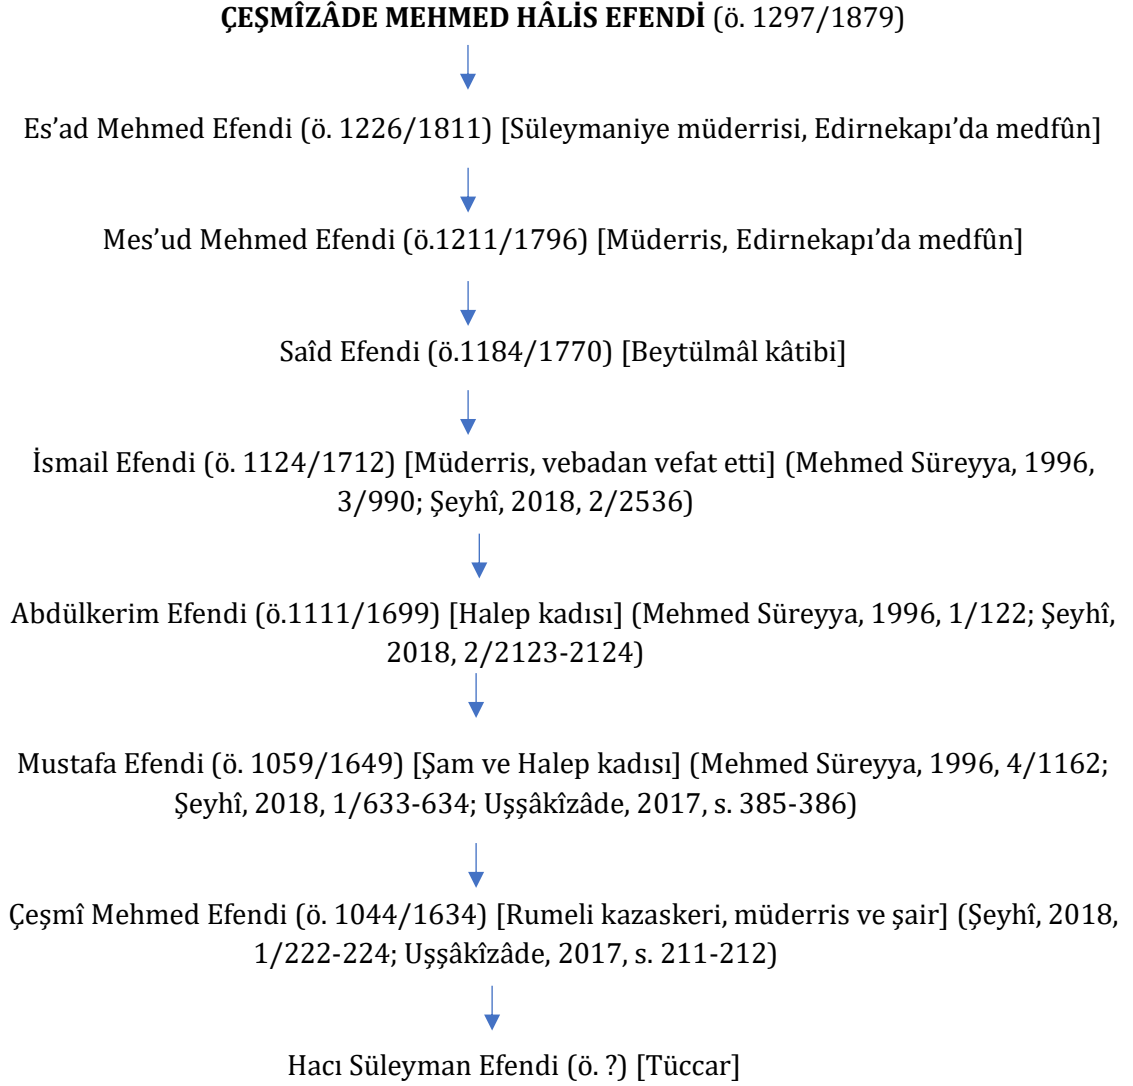 ÇEŞMÎZÂDE MEHMED HÂLİS EFENDİ (ö. 1297/1879)
Es’ad Mehmed Efendi (ö. 1226/1811) [Süleymaniye müderrisi, Edirnekapı’da medfûn]
Mes’ud Mehmed Efendi (ö.1211/1796) [Müderris, Edirnekapı’da medfûn]
Saîd Efendi (ö.1184/1770) [Beytülmâl kâtibi]
İsmail Efendi (ö. 1124/1712) [Müderris, vebadan vefat etti] (Mehmed Süreyya, 1996,
3/990; Şeyhî, 2018, 2/2536)
Abdülkerim Efendi (ö.1111/1699) [Halep kadısı] (Mehmed Süreyya, 1996, 1/122; Şeyhî,
2018, 2/2123-2124)
Mustafa Efendi (ö. 1059/1649) [Şam ve Halep kadısı] (Mehmed Süreyya, 1996, 4/1162;
Şeyhî, 2018, 1/633-634; Uşşâkîzâde, 2017, s. 385-386)
Çeşmî Mehmed Efendi (ö. 1044/1634) [Rumeli kazaskeri, müderris ve şair] (Şeyhî, 2018,
1/222-224; Uşşâkîzâde, 2017, s. 211-212)
Hacı Süleyman Efendi (ö. ?) [Tüccar]